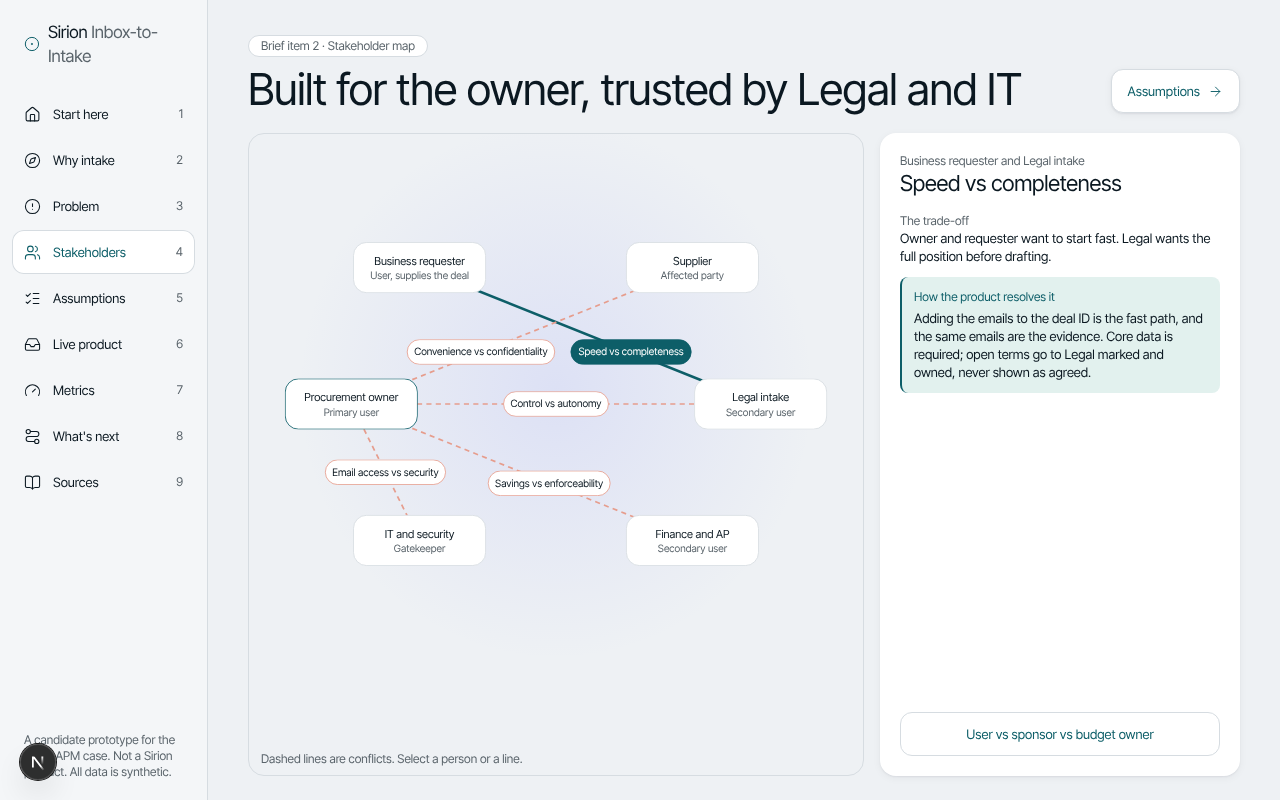 Sirion Inbox-to-
Intake
Start here 1
Why intake 2
Problem 3
Stakeholders 4
Assumptions 5
Live product 6
Metrics 7
What's next 8
Sources 9
A candidate prototype for the
APM case. Not a Sirion
All data is synthetic.
N
Brief item 2 · Stakeholder map
Built for the owner, trusted by Legal and IT
Assumptions →
Business requester
User, supplies the deal
Supplier
Affected party
Convenience vs confidentiality
Speed vs completeness
Procurement owner
Primary user
Control vs autonomy
Legal intake
Secondary user
Email access vs security
Savings vs enforceability
IT and security
Gatekeeper
Finance and AP
Secondary user
Dashed lines are conflicts. Select a person or a line.
Business requester and Legal intake
Speed vs completeness
The trade-off
Owner and requester want to start fast. Legal wants the
full position before drafting.
How the product resolves it
Adding the emails to the deal ID is the fast path, and
the same emails are the evidence. Core data is
required; open terms go to Legal marked and
owned, never shown as agreed.
User vs sponsor vs budget owner